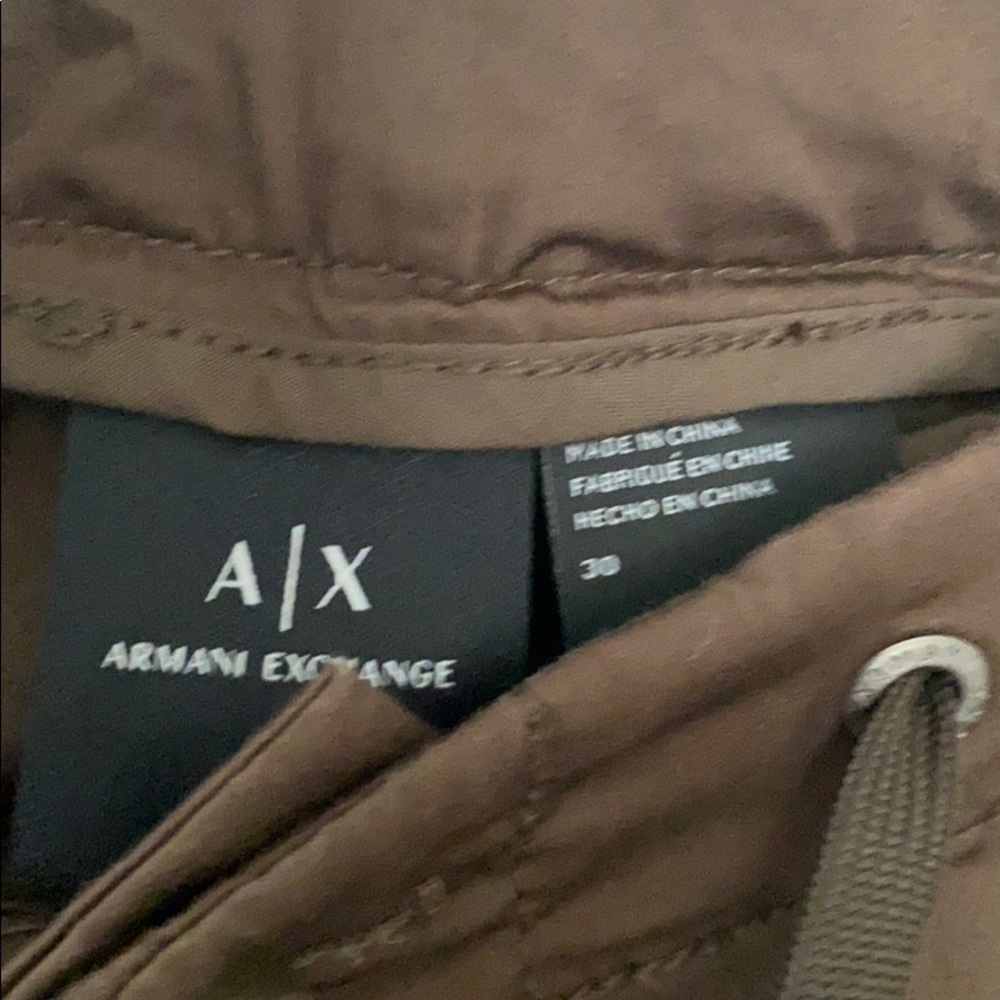 A|X
ARMANI EXCHANGE
MADE IN CHINA
FABRIQUÉ EN CHINE
HECHO EN CHINA
30